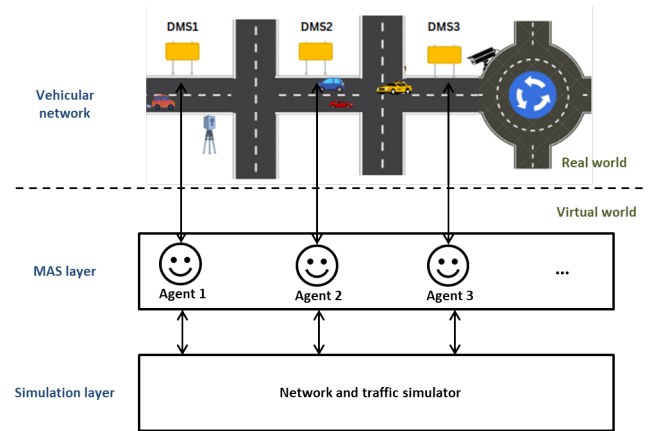 DMS1 DMS2 DMS3
Vehicular
network
Real world
Virtual world
MAS layer
Agent 1 Agent 2 Agent 3 ...
Simulation layer
Network and traffic simulator